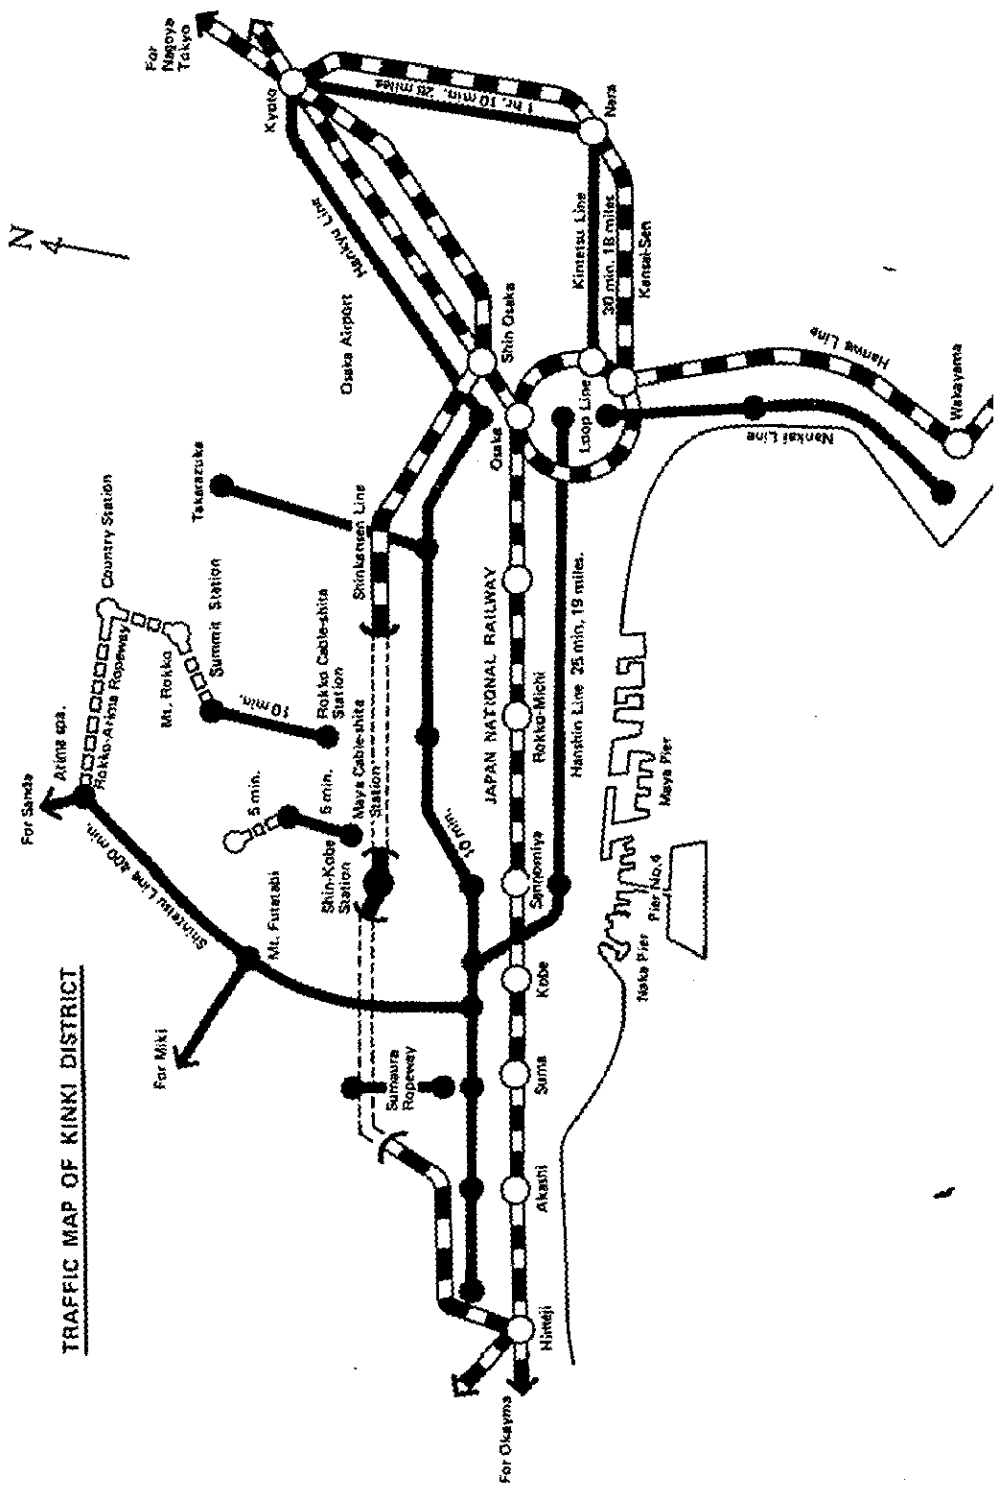 TRAFFIC MAP OF KINKI DISTRICT
N
For
Nagoya
Tokyo
Kyoto
1 hr. 10 min. 26 miles
Nara
Hankyu Line
Osaka Airport
Shin Osaka
Kintetsu Line
30 min. 18 miles
Kansai-Sen
Osaka
Loop Line
Hanwa Line
Nankai Line
Wakayama
Takarazuka
Shinkansen Line
Country Station
Rokko-Arima Ropeway
Mt. Rokko
Summit Station
10 min.
Rokko Cable-shita
Station
Arima spa.
For Sanda
5 min.
5 min.
Maya Cable-shita
Station
Shin-Kobe
Station
Shintetsu Line
min.
Mt. Futatabi
For Miki
10 min.
JAPAN NATIONAL RAILWAY
Rokko-Michi
Hanshin Line 25 min, 19 miles.
Sannomiya
Kobe
Suma
Akashi
Himeji
For Okayma
Sumaura
Ropeway
Maya Pier
Pier No.4
Naka Pier